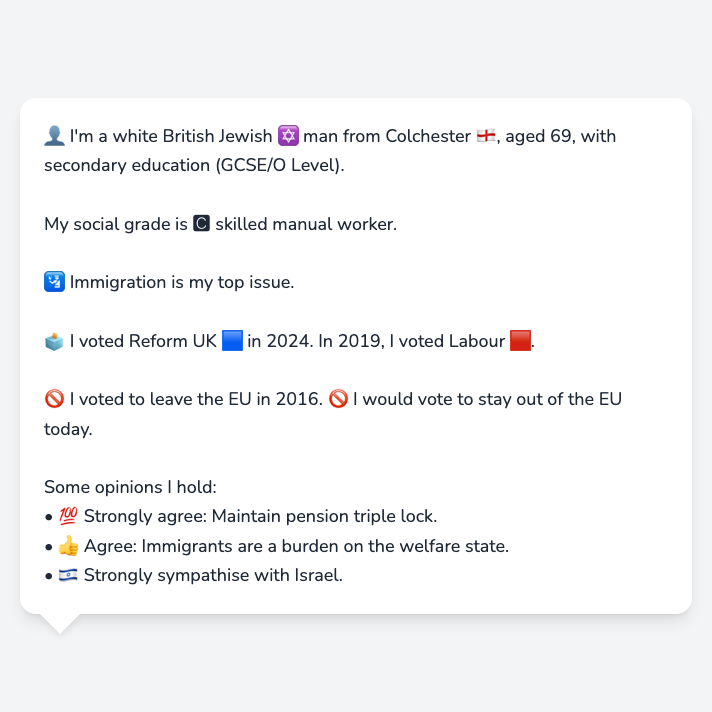 👤 I'm a white British Jewish ✡️ man from Colchester 🏴󠁧󠁢󠁥󠁮󠁧󠁿, aged 69, with
secondary education (GCSE/O Level).
My social grade is 🅲 skilled manual worker.
🛂 Immigration is my top issue.
🗳️ I voted Reform UK 🟦 in 2024. In 2019, I voted Labour 🟥.
🚫 I voted to leave the EU in 2016. 🚫 I would vote to stay out of the EU
today.
Some opinions I hold:
• 💯 Strongly agree: Maintain pension triple lock.
• 👍 Agree: Immigrants are a burden on the welfare state.
• 🇮🇱 Strongly sympathise with Israel.